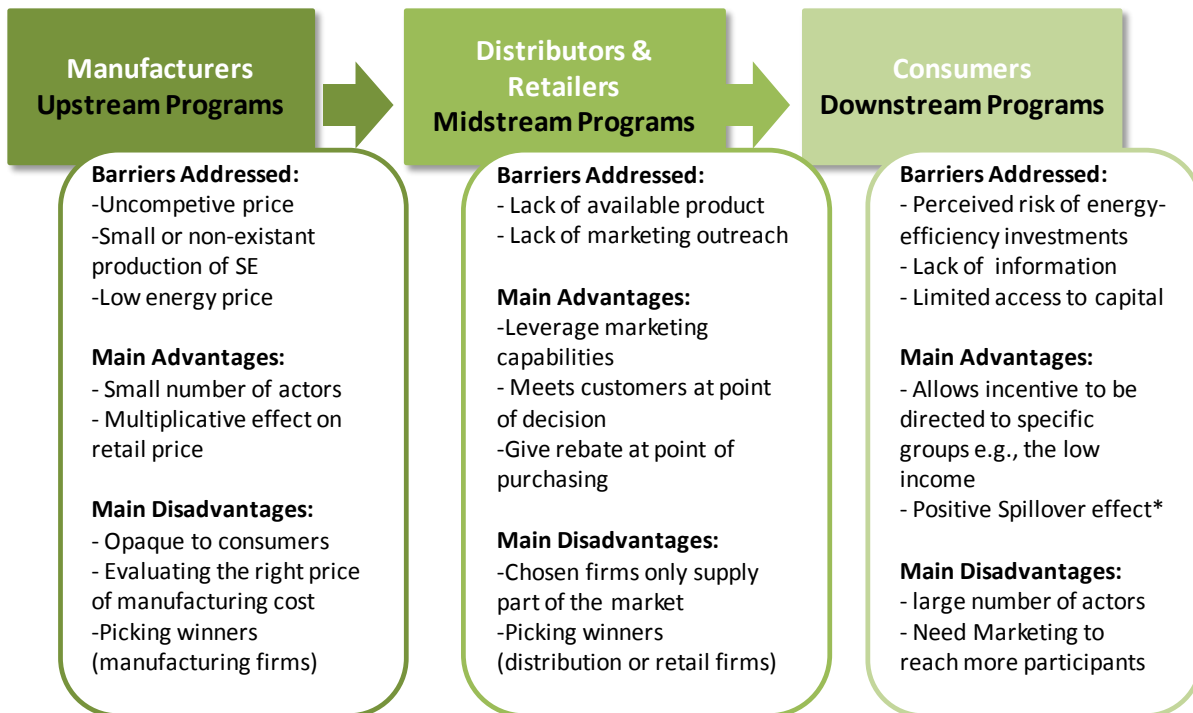 Manufacturers
Upstream Programs
Barriers Addressed:
-Uncompetive price
-Small or non-existant
production of SE
-Low energy price
Main Advantages:
- Small number of actors
- Multiplicative effect on
retail price
Main Disadvantages:
- Opaque to consumers
- Evaluating the right price
of manufacturing cost
-Picking winners
(manufacturing firms)
Distributors &
Retailers
Midstream Programs
Barriers Addressed:
- Lack of available product
- Lack of marketing outreach
Main Advantages:
-Leverage marketing
capabilities
- Meets customers at point
of decision
-Give rebate at point of
purchasing
Main Disadvantages:
-Chosen firms only supply
part of the market
-Picking winners
(distribution or retail firms)
Consumers
Downstream Programs
Barriers Addressed:
- Perceived risk of energy-
efficiency investments
- Lack of information
- Limited access to capital
Main Advantages:
- Allows incentive to be
directed to specific
groups e.g., the low
income
- Positive Spillover effect*
Main Disadvantages:
- large number of actors
- Need Marketing to
reach more participants